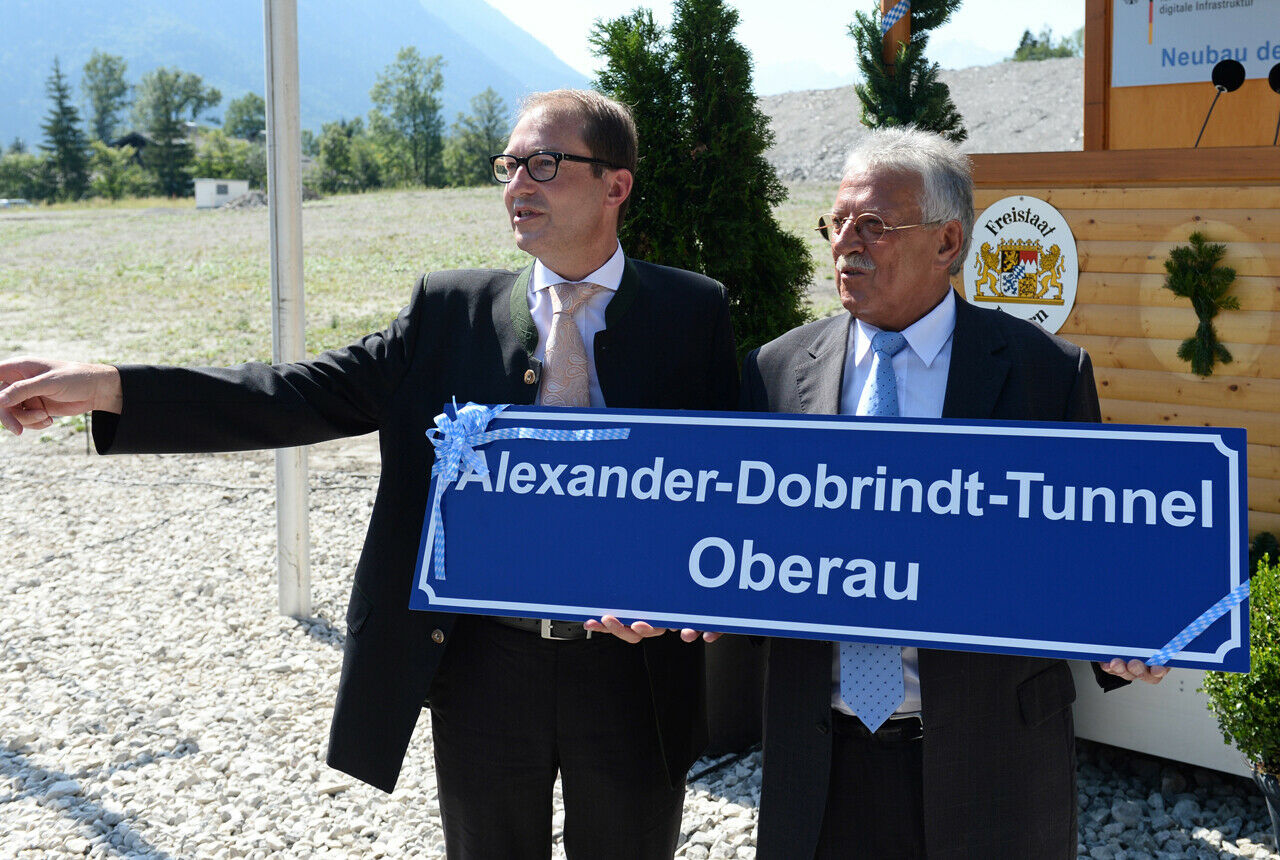 digitale Infrastruktur
Neubau de
Freistaat
Alexander-Dobrindt-Tunnel
Oberau